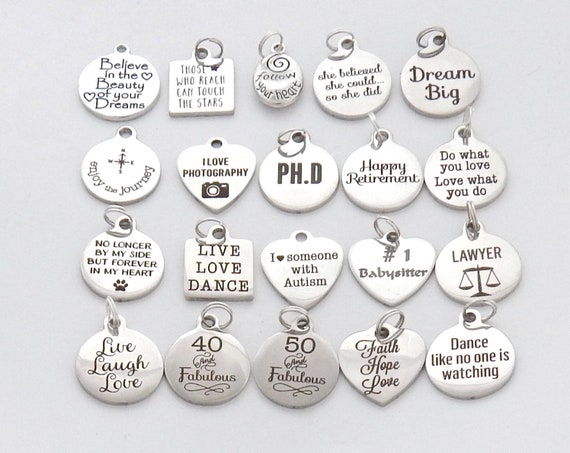 Believe
in the
Beauty
of your
Dreams
THOSE
WHO REACH
CAN TOUCH
THE STARS
follow
your heart
she believed
she could...
so she did
Dream
Big
enjoy the journey
I LOVE
PHOTOGRAPHY
PH.D
Happy
Retirement
Do what
you love
Love what
you do
NO LONGER
BY MY SIDE
BUT FOREVER
IN MY HEART
LIVE
LOVE
DANCE
I ♥ someone
with
Autism
# 1
Babysitter
LAWYER
Live
Laugh
Love
40
And
Fabulous
50
And
Fabulous
Faith
Hope
Love
Dance
like no one is
watching